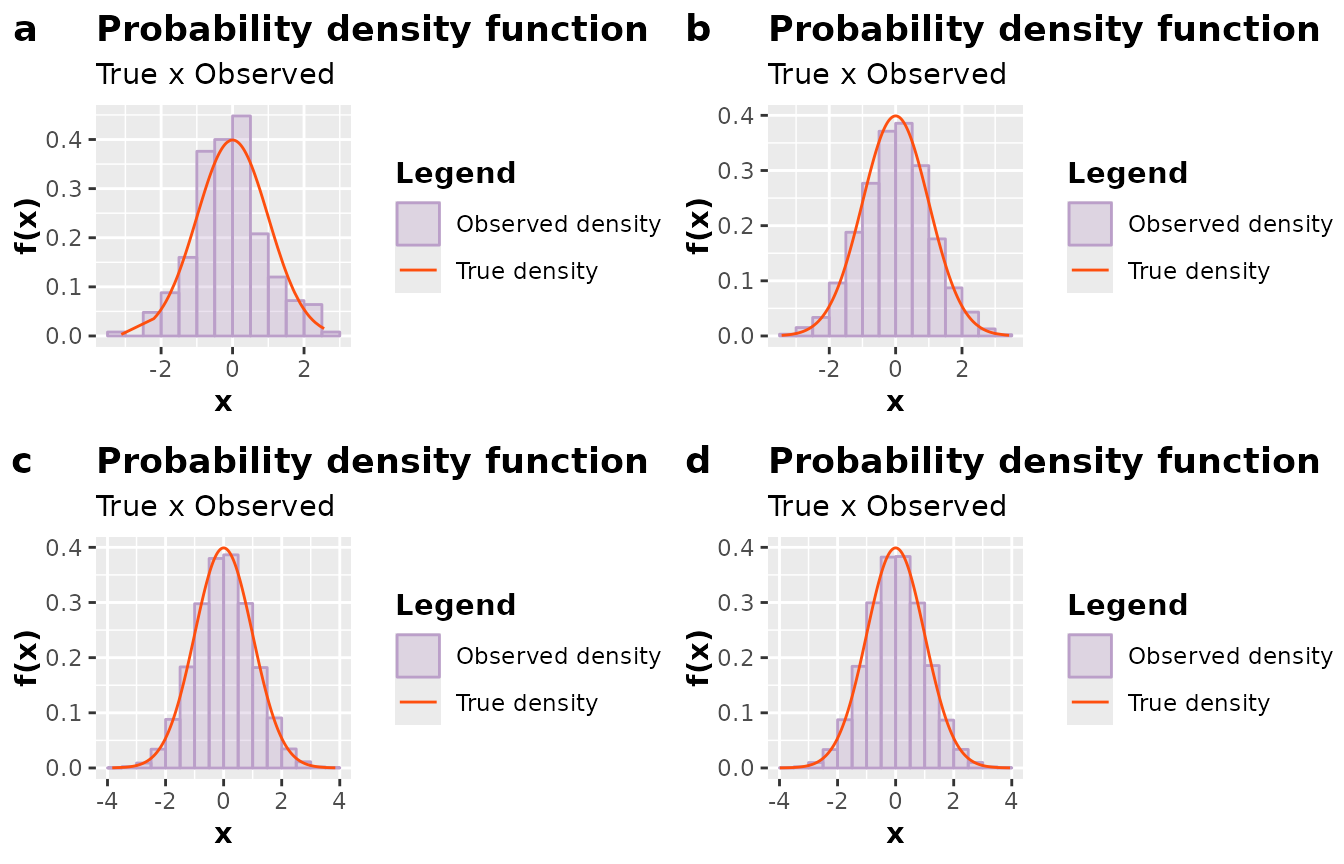 a
Probability density function
True x Observed
f(x)
0.4
0.3
0.2
0.1
0.0
-2 0 2
x
Legend
Observed density
True density
b
Probability density function
True x Observed
f(x)
0.4
0.3
0.2
0.1
0.0
-2 0 2
x
Legend
Observed density
True density
c
Probability density function
True x Observed
f(x)
0.4
0.3
0.2
0.1
0.0
-4 -2 0 2 4
x
Legend
Observed density
True density
d
Probability density function
True x Observed
f(x)
0.4
0.3
0.2
0.1
0.0
-4 -2 0 2 4
x
Legend
Observed density
True density